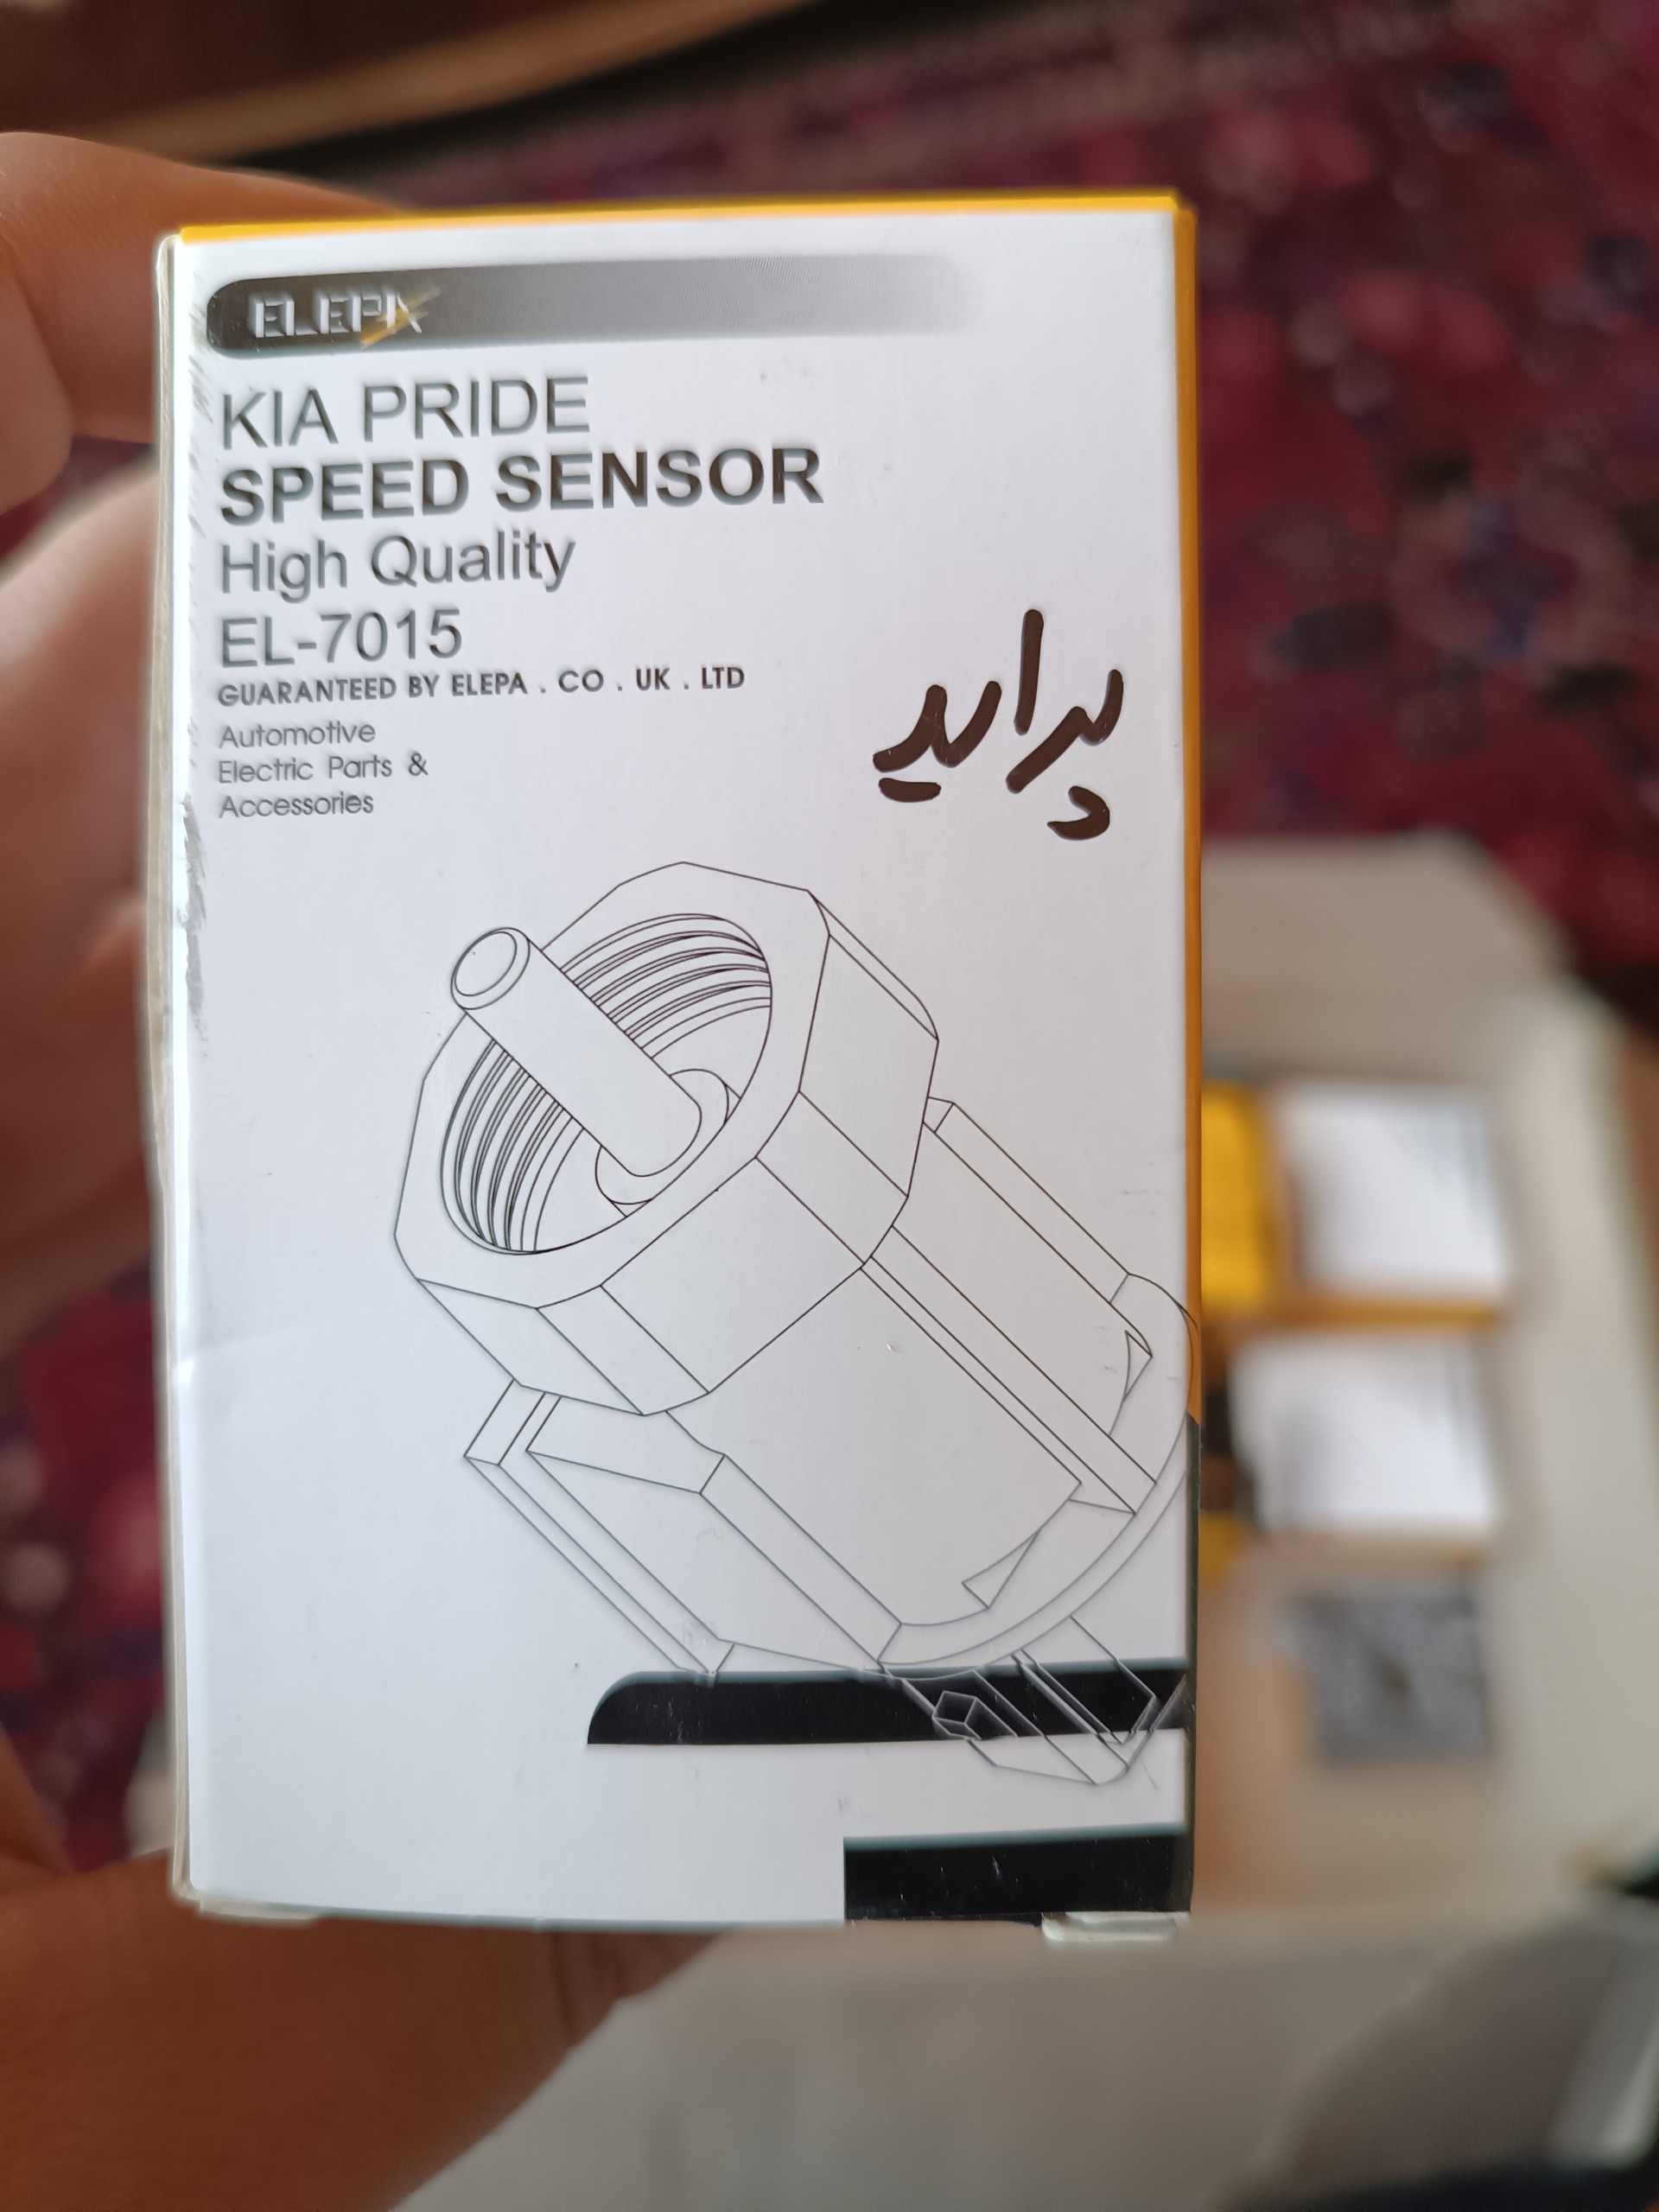 ELEPA
KIA PRIDE
SPEED SENSOR
High Quality
EL-7015
GUARANTEED BY ELEPA . CO . UK . LTD
Automotive
Electric Parts &
Accessories
پراید